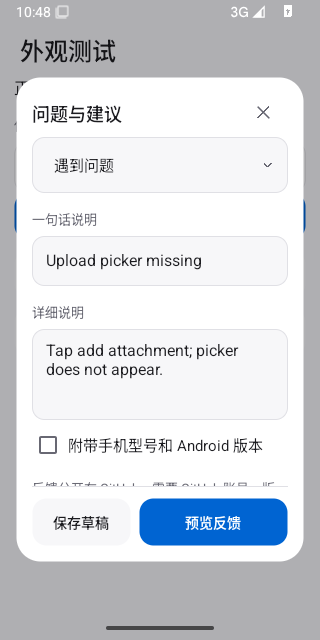 10:48
3G
外观测试
问题与建议
遇到问题
一句话说明
Upload picker missing
详细说明
Tap add attachment; picker
does not appear.
附带手机型号和 Android 版本
保存草稿
预览反馈